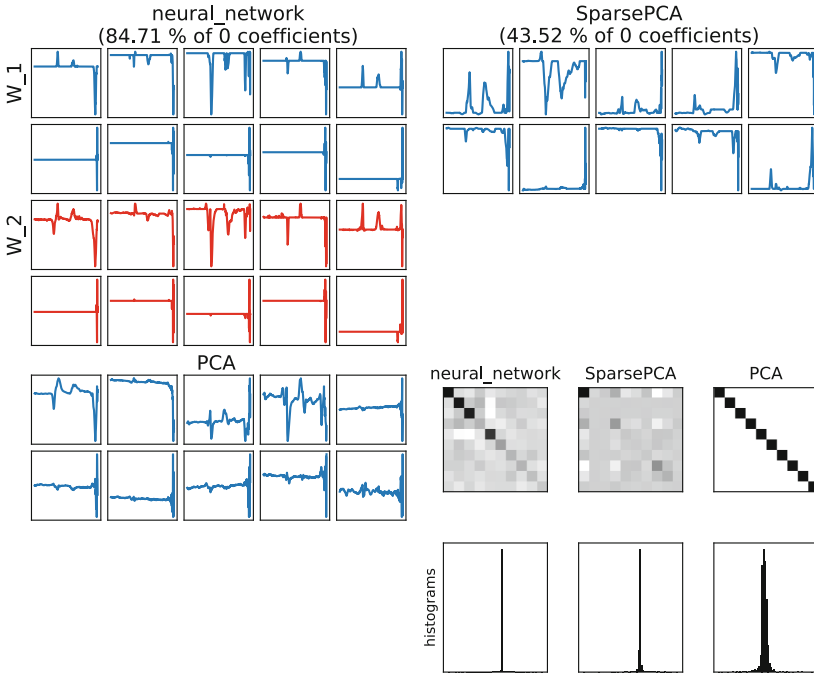 neural_network
(84.71 % of 0 coefficients)
SparsePCA
(43.52 % of 0 coefficients)
W_1
W_2
PCA
neural_network
SparsePCA
PCA
histograms